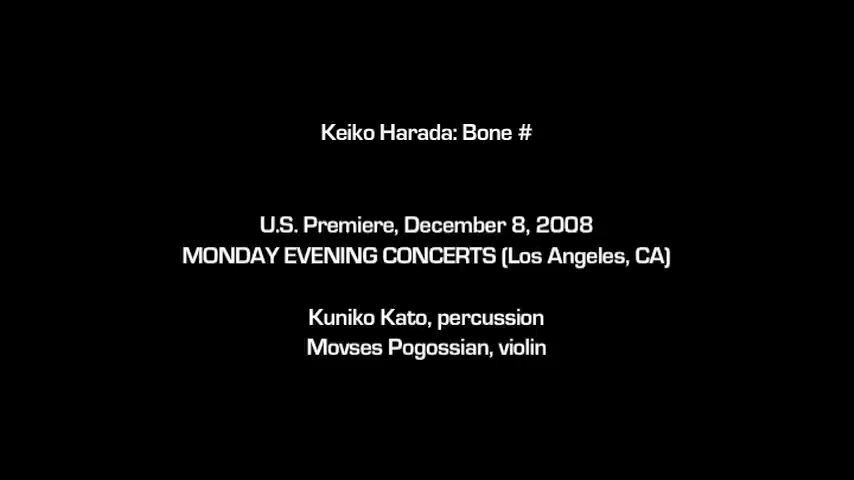 Keiko Harada: Bone #
U.S. Premiere, December 8, 2008
MONDAY EVENING CONCERTS (Los Angeles, CA)
Kuniko Kato, percussion
Movses Pogossian, violin